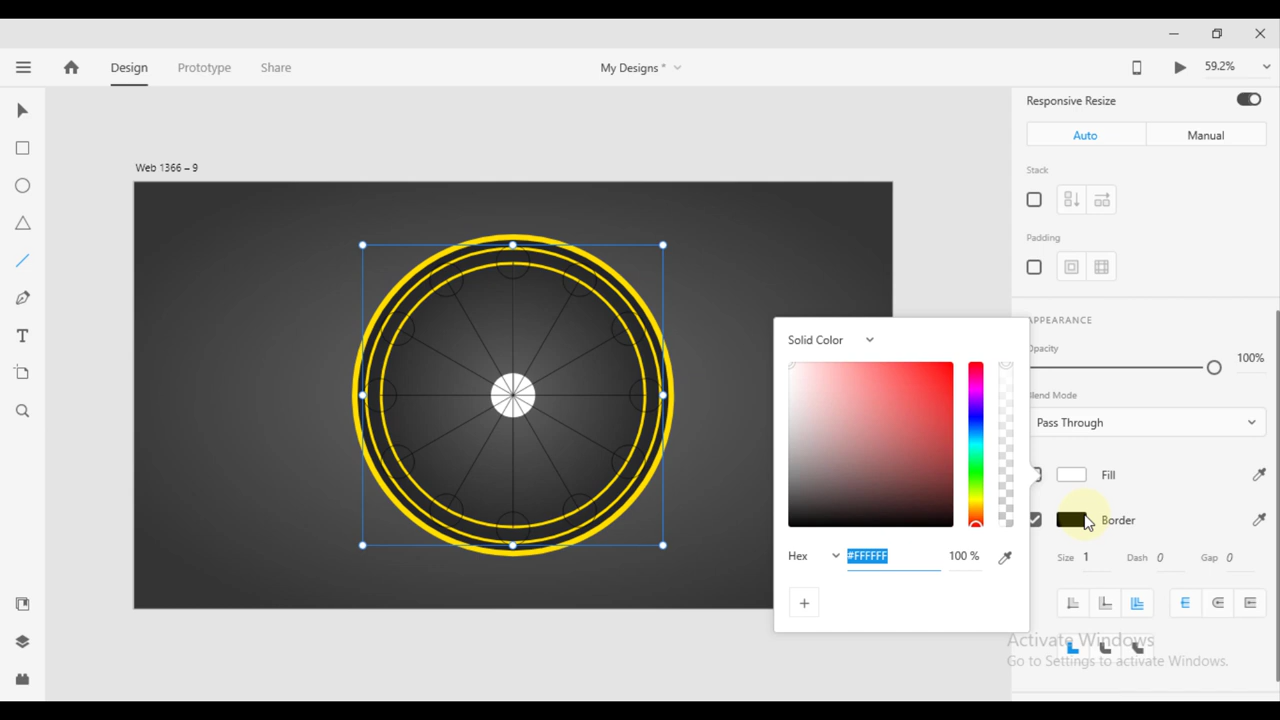 Design Prototype Share My Designs * 59.2%
Responsive Resize
Auto Manual
Web 1366 – 9
Stack
Padding
APPEARANCE
Solid Color
Opacity
100%
Blend Mode
Pass Through
Fill
Border
Hex #FFFFFF 100 %
Size 1 Dash 0 Gap 0
Activate Windows
Go to Settings to activate Windows.